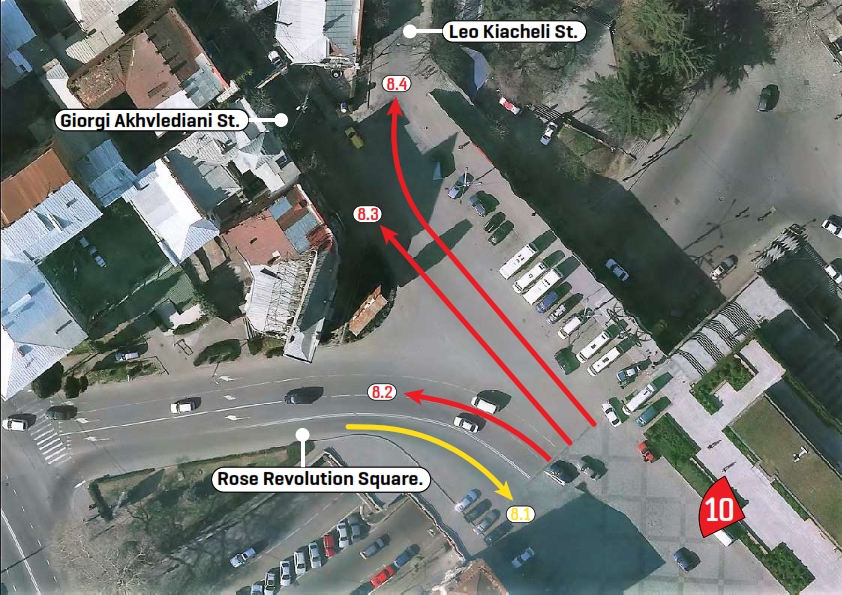 Leo Kiacheli St.
8.4
Giorgi Akhvlediani St.
8.3
8.2
Rose Revolution Square.
8.1
10